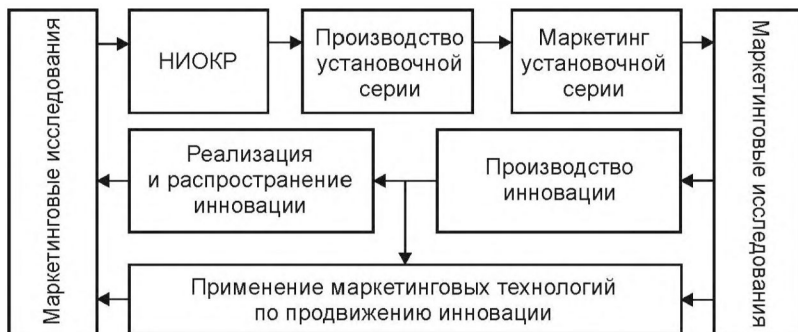 Маркетинговые исследования
НИОКР
Производство
установочной
серии
Маркетинг
установочной
серии
Маркетинговые исследования
Реализация
и распространение
инновации
Производство
инновации
Применение маркетинговых технологий
по продвижению инновации